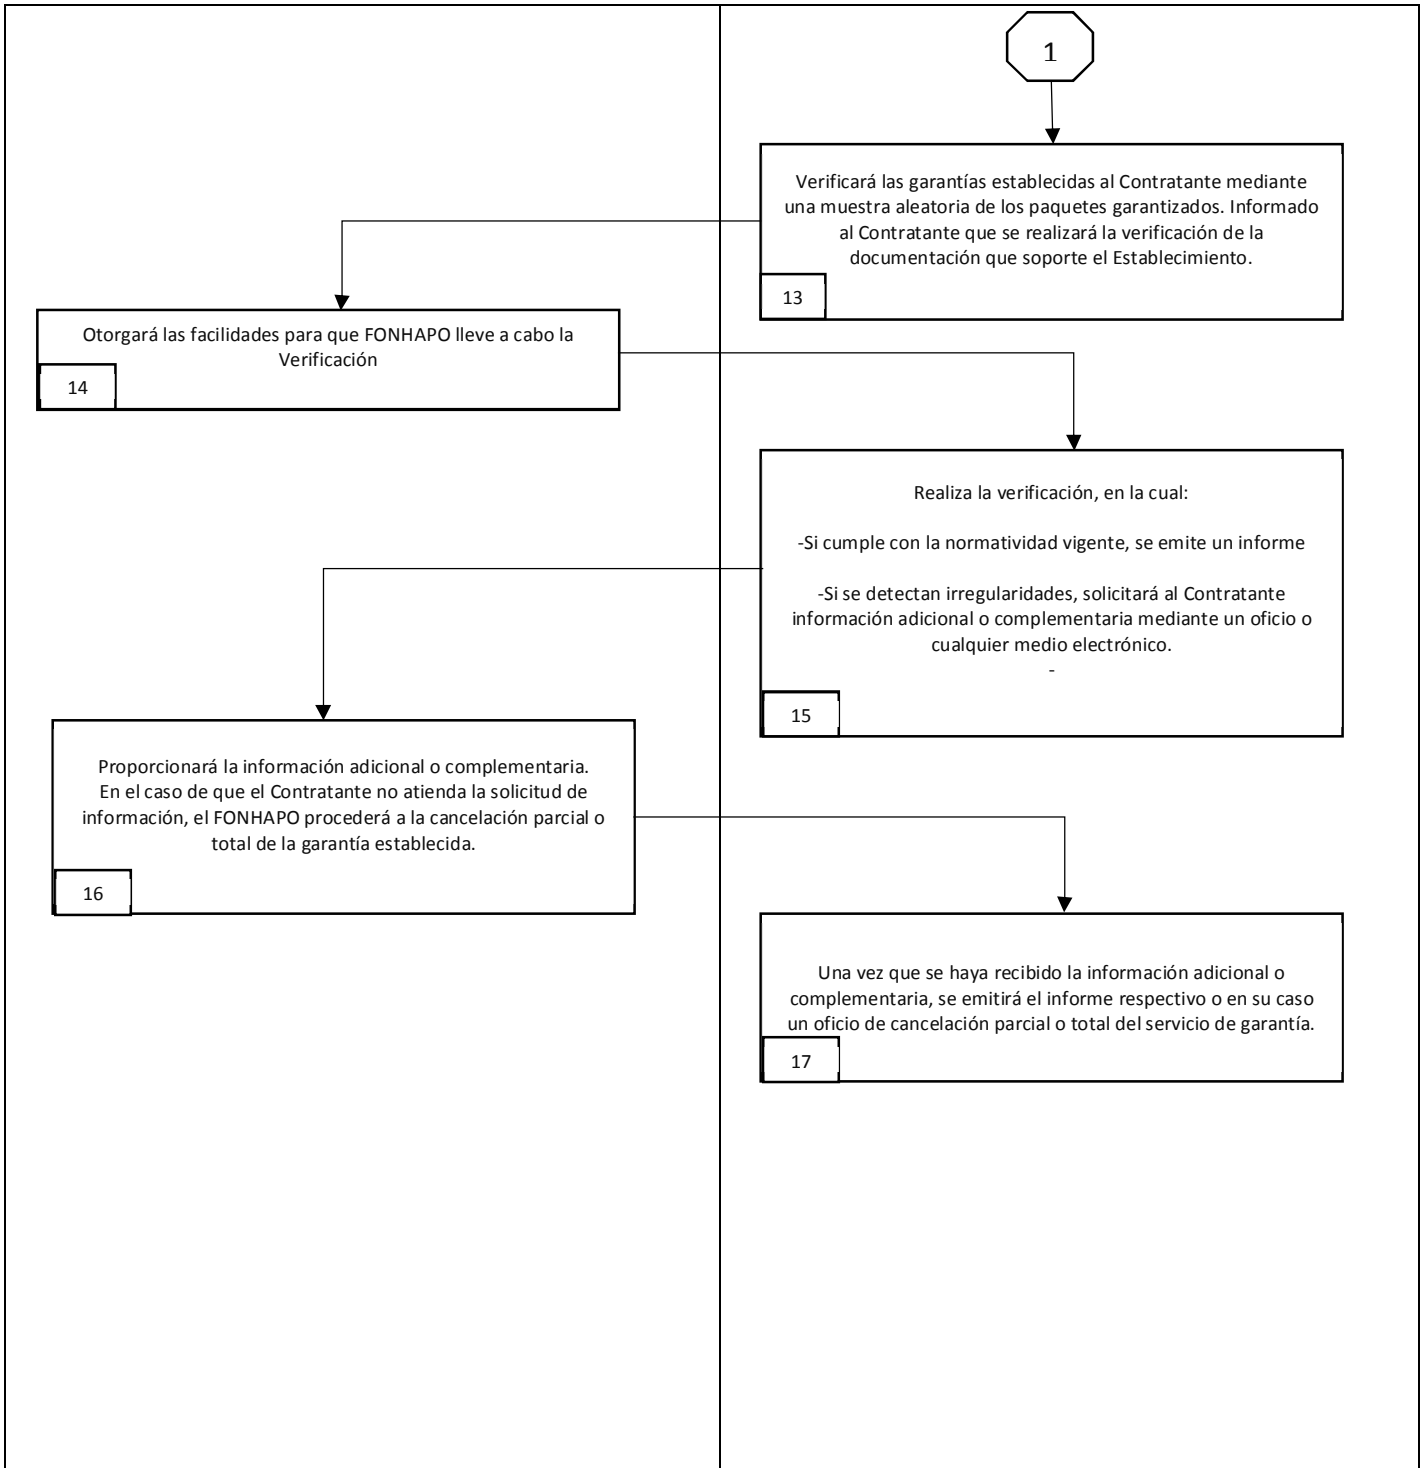 1
Verificará las garantías establecidas al Contratante mediante
una muestra aleatoria de los paquetes garantizados. Informado
al Contratante que se realizará la verificación de la
documentación que soporte el Establecimiento.
13
Otorgará las facilidades para que FONHAPO lleve a cabo la
Verificación
14
Realiza la verificación, en la cual:
-Si cumple con la normatividad vigente, se emite un informe
-Si se detectan irregularidades, solicitará al Contratante
información adicional o complementaria mediante un oficio o
cualquier medio electrónico.
-
15
Proporcionará la información adicional o complementaria.
En el caso de que el Contratante no atienda la solicitud de
información, el FONHAPO procederá a la cancelación parcial o
total de la garantía establecida.
16
Una vez que se haya recibido la información adicional o
complementaria, se emitirá el informe respectivo o en su caso
un oficio de cancelación parcial o total del servicio de garantía.
17